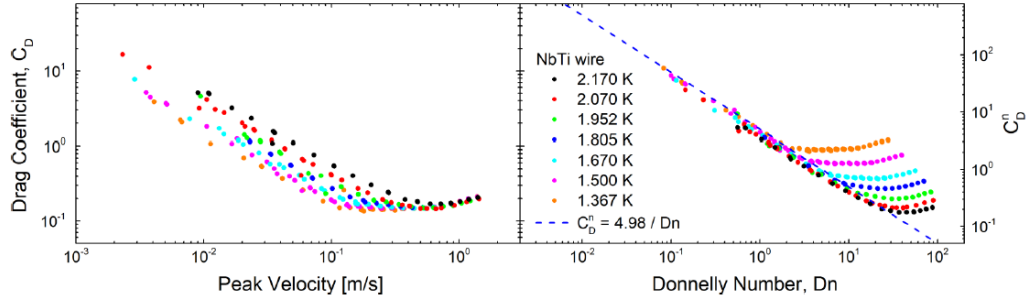 Drag Coefficient, C_D
10^1
10^0
10^-1
10^-3
10^-2
10^-1
10^0
Peak Velocity [m/s]
NbTi wire
2.170 K
2.070 K
1.952 K
1.805 K
1.670 K
1.500 K
1.367 K
C_D^n = 4.98 / Dn
10^-3
10^-2
10^-1
10^0
10^1
10^2
Donnelly Number, Dn
10^2
10^1
10^0
10^-1
C_D^n